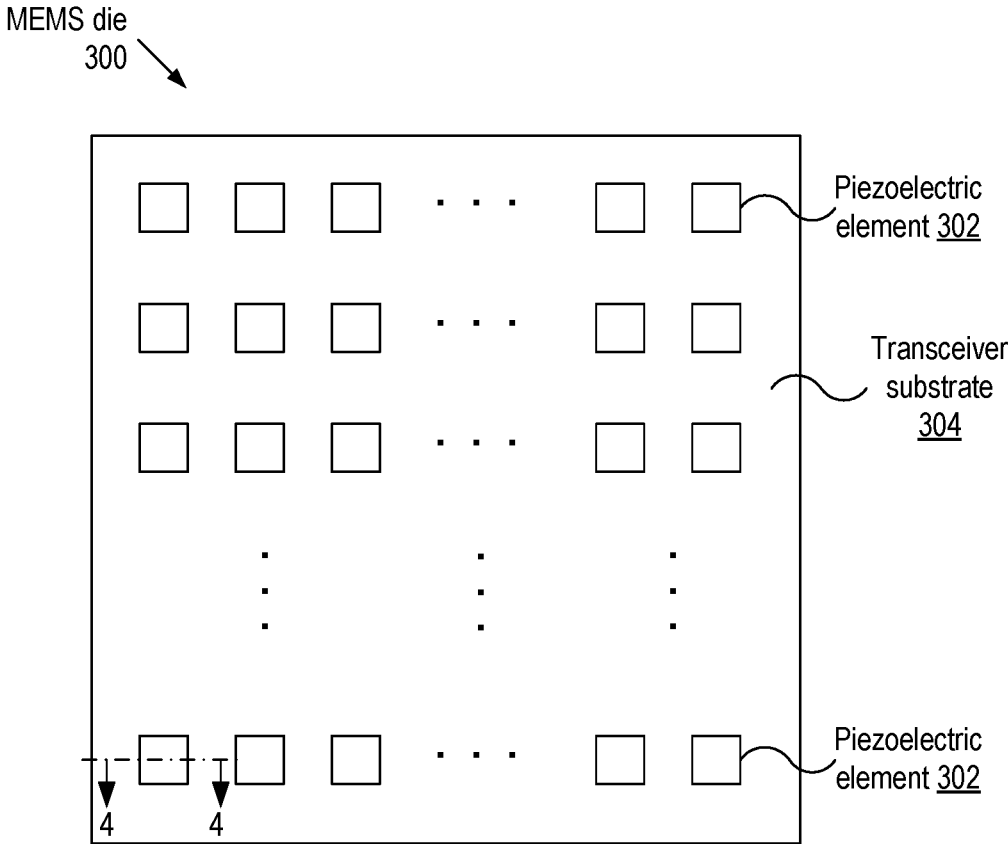 MEMS die
300
Piezoelectric
element 302
Transceiver
substrate
304
Piezoelectric
element 302
4 4